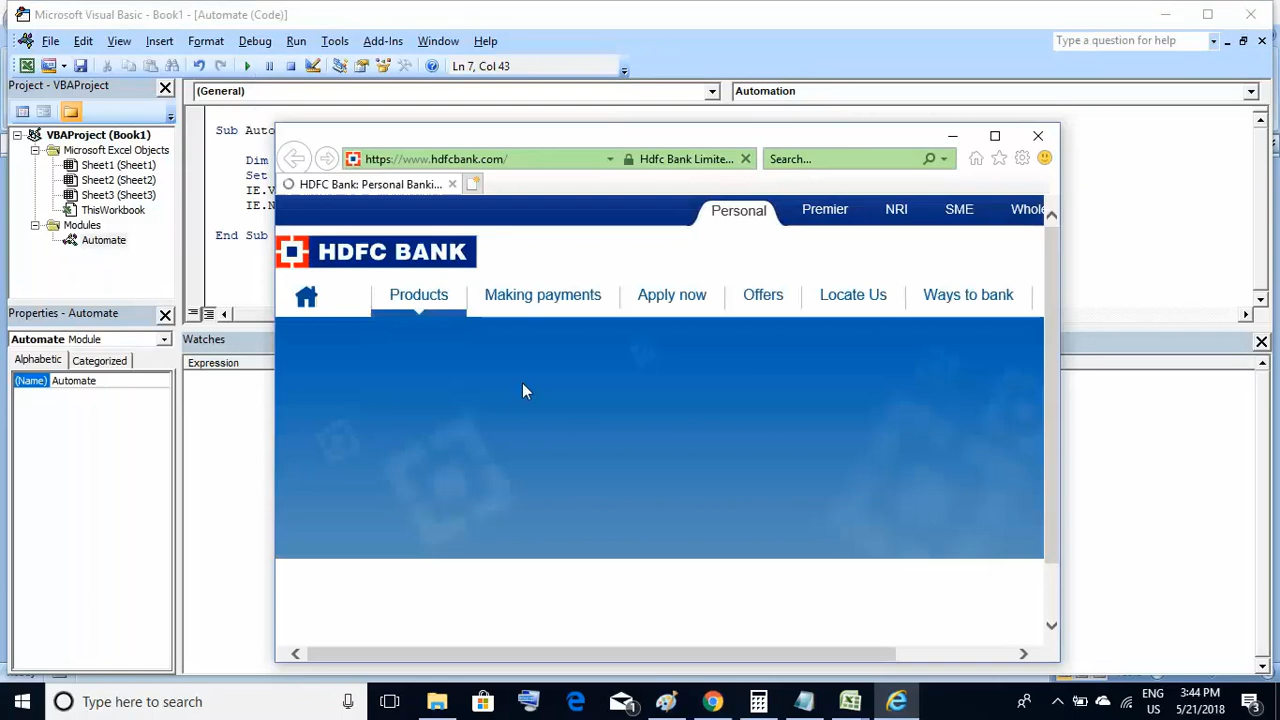 Microsoft Visual Basic - Book1 - [Automate (Code)]
File Edit View Insert Format Debug Run Tools Add-Ins Window Help
Type a question for help
Ln 7, Col 43
Project - VBAProject
(General)
Automation
VBAProject (Book1)
Microsoft Excel Objects
Sheet1 (Sheet1)
Sheet2 (Sheet2)
Sheet3 (Sheet3)
ThisWorkbook
Modules
Automate
Sub Auto
Dim
Set
IE.V
IE.N
End Sub
https://www.hdfcbank.com/
Hdfc Bank Limite...
Search...
HDFC Bank: Personal Banki...
Personal Premier NRI SME Whole
HDFC BANK
Products Making payments Apply now Offers Locate Us Ways to bank
Properties - Automate
Automate Module
Alphabetic Categorized
(Name) Automate
Watches
Expression
Type here to search
1
ENG
US
3:44 PM
5/21/2018
3